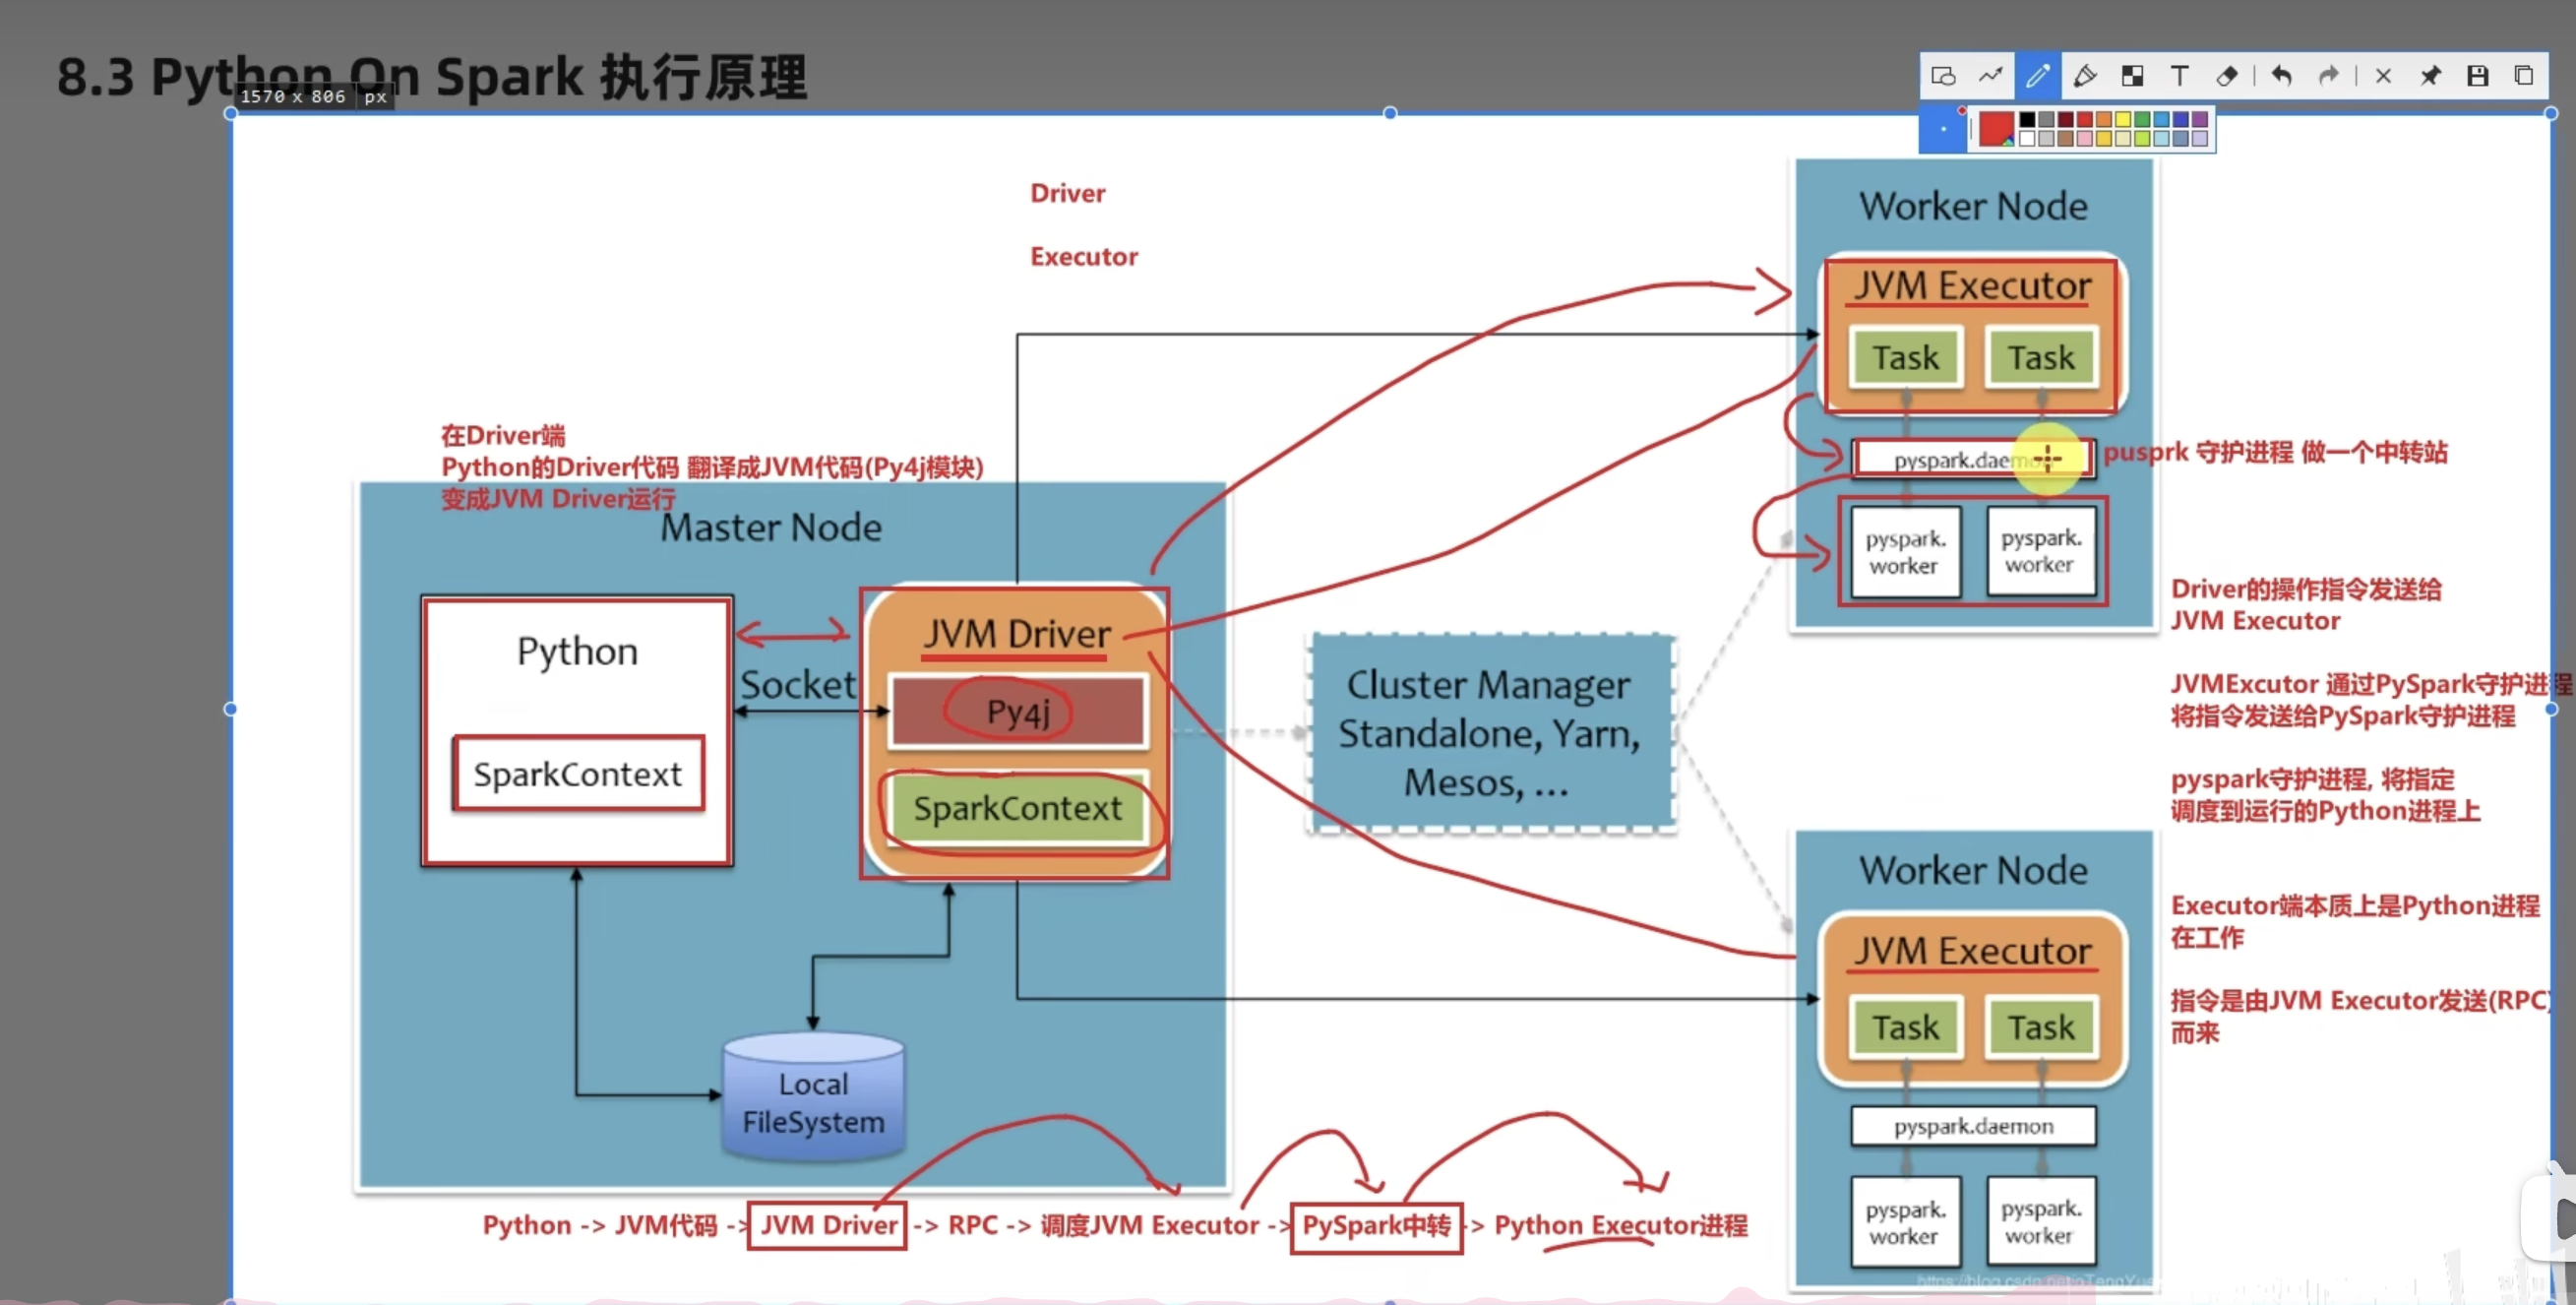 8.3 Python On Spark 执行原理
1570 x 806 px
Driver
Executor
在Driver端
Python的Driver代码 翻译成JVM代码(Py4j模块)
变成JVM Driver运行
Master Node
Python
SparkContext
Socket
JVM Driver
Py4j
SparkContext
Local
FileSystem
Cluster Manager
Standalone, Yarn,
Mesos, ...
Worker Node
JVM Executor
Task Task
pyspark.daemon
pusprk 守护进程 做一个中转站
pyspark.
worker
pyspark.
worker
Driver的操作指令发送给
JVM Executor
JVMExcutor 通过PySpark守护进程
将指令发送给PySpark守护进程
pyspark守护进程, 将指定
调度到运行的Python进程上
Executor端本质上是Python进程
在工作
指令是由JVM Executor发送(RPC)
而来
Worker Node
JVM Executor
Task Task
pyspark.daemon
pyspark.
worker
pyspark.
worker
Python -> JVM代码 -> JVM Driver -> RPC -> 调度JVM Executor -> PySpark中转 -> Python Executor进程